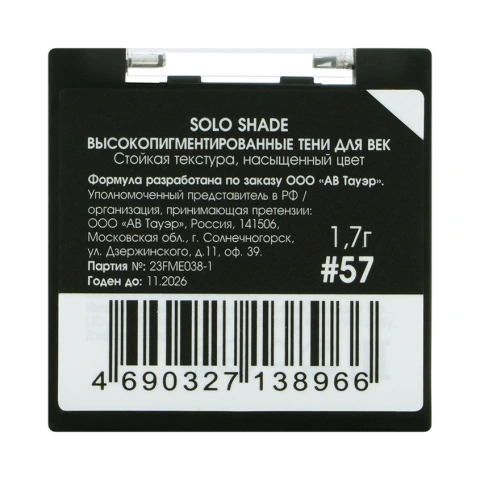 SOLO SHADE
ВЫСОКОПИГМЕНТИРОВАННЫЕ ТЕНИ ДЛЯ ВЕК
Стойкая текстура, насыщенный цвет
Формула разработана по заказу ООО «АВ Тауэр».
Уполномоченный представитель в РФ /
организация, принимающая претензии:
ООО «АВ Тауэр», Россия, 141506,
Московская обл., г. Солнечногорск,
ул. Дзержинского, д.11, оф. 39.
Партия №: 23FME038-1
Годен до: 11.2026
1,7г
#57
4 690327 138966